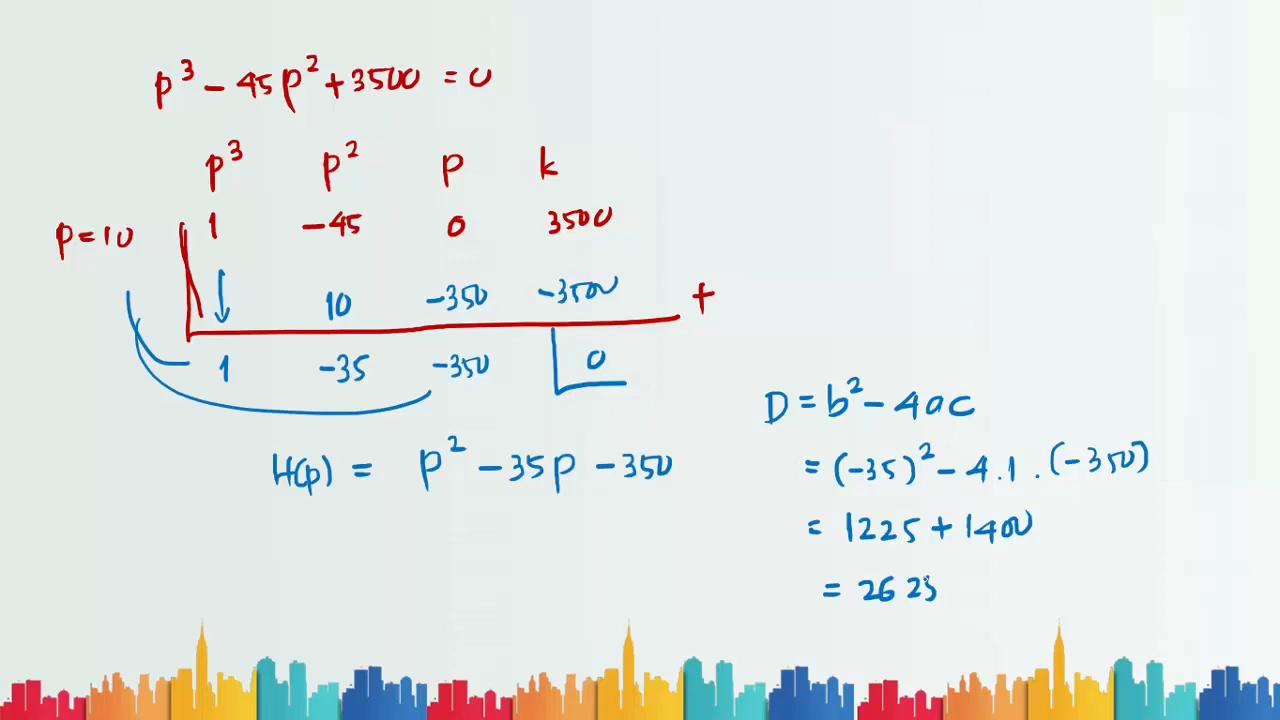 p³ - 45p² + 3500 = 0
p³ p² p k
p = 10 1 -45 0 3500
10 -350 -3500 +
1 -35 -350 0
H(p) = p² - 35p - 350
D = b² - 4ac
= (-35)² - 4.1 . (-350)
= 1225 + 1400
= 2625